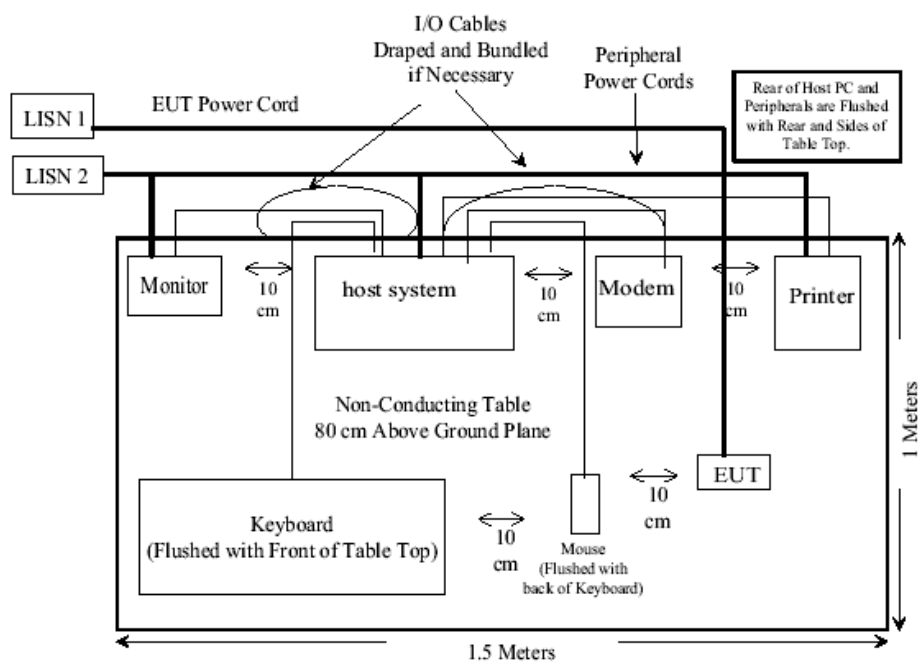 I/O Cables
Draped and Bundled
if Necessary
Peripheral
Power Cords
Rear of Host PC and
Peripherals are Flushed
with Rear and Sides of
Table Top.
LISN 1
EUT Power Cord
LISN 2
Monitor
10
cm
host system
10
cm
Modem
10
cm
Printer
Non-Conducting Table
80 cm Above Ground Plane
1 Meters
EUT
10
cm
Keyboard
(Flushed with Front of Table Top)
10
cm
Mouse
(Flushed with
back of Keyboard)
1.5 Meters